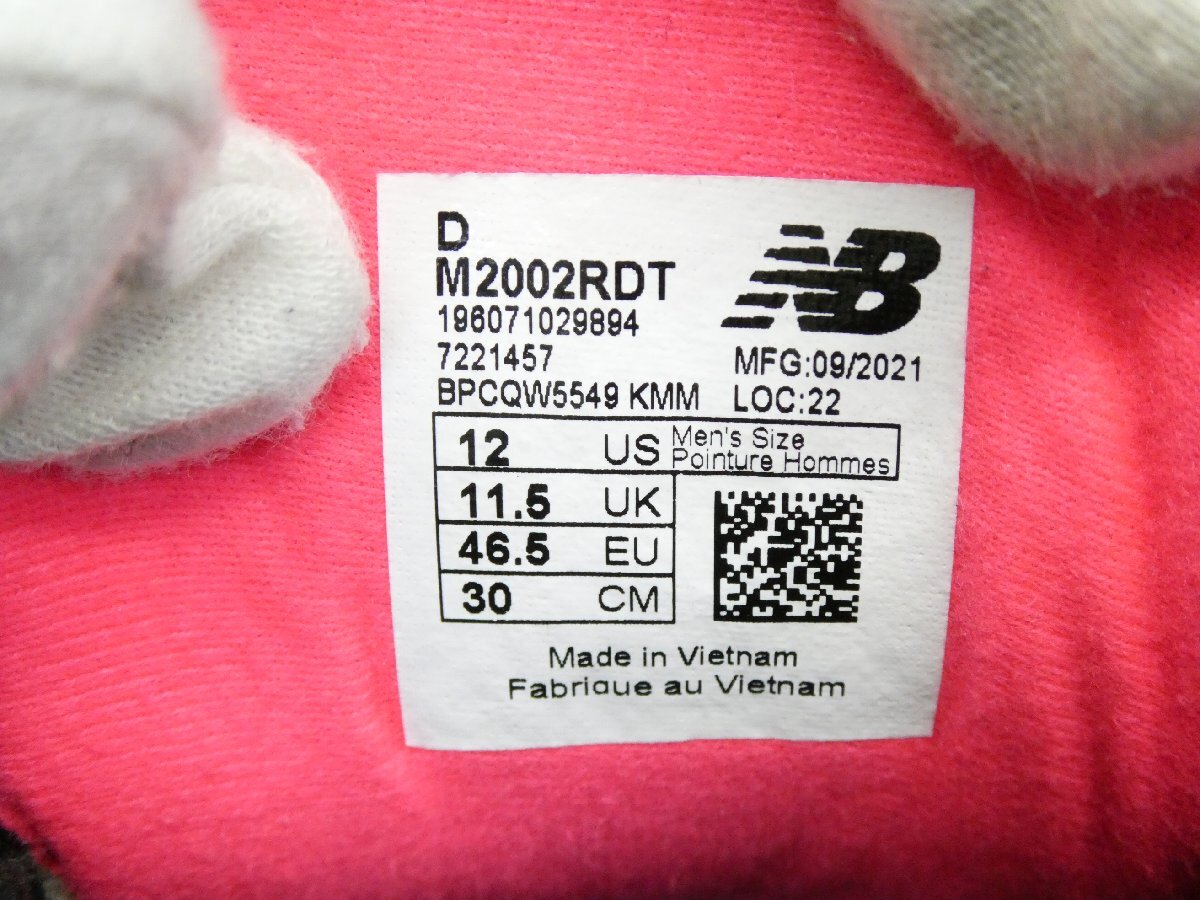 D
M2002RDT
196071029894
7221457
BPCQW5549 KMM
NB
MFG:09/2021
LOC:22
12 US Men's Size
Pointure Hommes
11.5 UK
46.5 EU
30 CM
Made in Vietnam
Fabrique au Vietnam